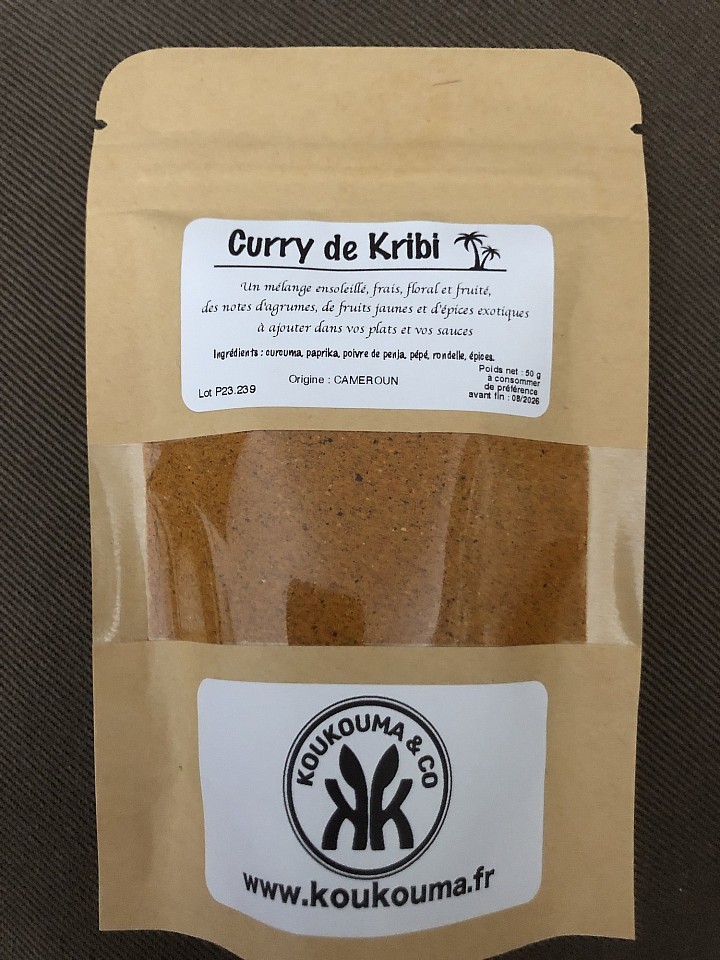 Curry de Kribi
Un mélange ensoleillé, frais, floral et fruité,
des notes d'agrumes, de fruits jaunes et d'épices exotiques
à ajouter dans vos plats et vos sauces
Ingrédients : curcuma, paprika, poivre de penja, pépé, rondelle, épices.
Origine : CAMEROUN
Lot P23.239
Poids net : 50 g
à consommer
de préférence
avant fin : 08/2026
KOUKOUMA & CO
KK
www.koukouma.fr